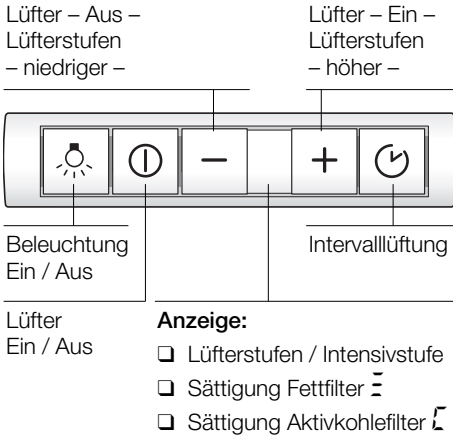 Lüfter – Aus –
Lüfterstufen
– niedriger –
Lüfter – Ein –
Lüfterstufen
– höher –
Beleuchtung
Ein / Aus
Intervalllüftung
Lüfter
Ein / Aus
Anzeige:
❑ Lüfterstufen / Intensivstufe
❑ Sättigung Fettfilter
❑ Sättigung Aktivkohlefilter